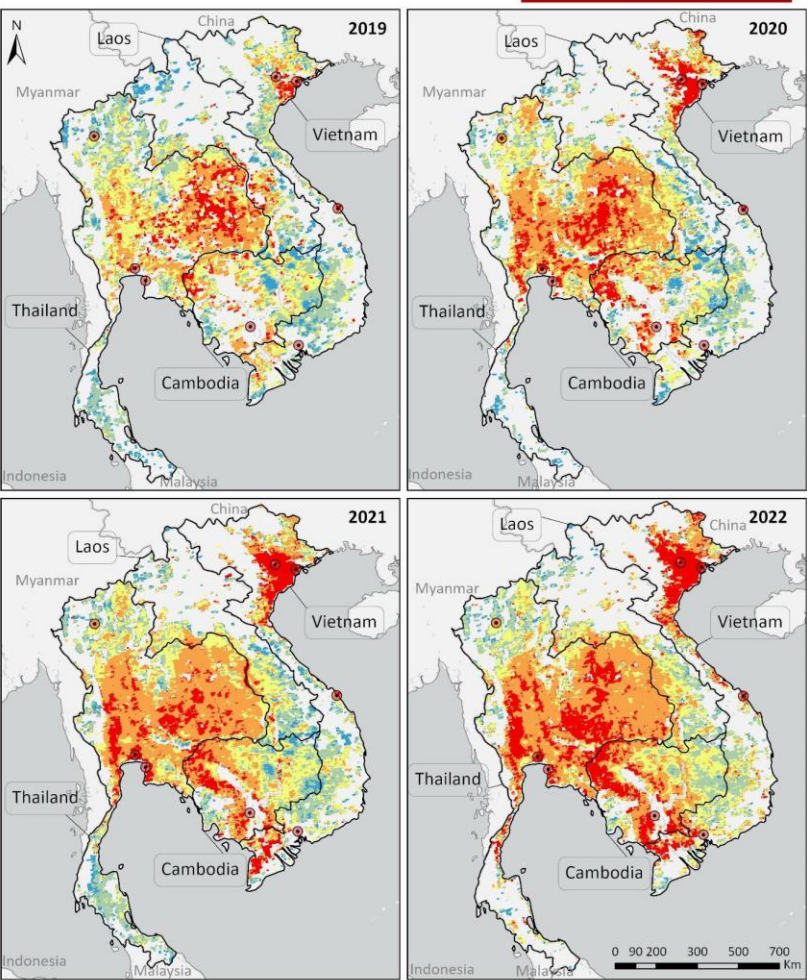 N
China
2019
Laos
Myanmar
Vietnam
Thailand
Cambodia
Indonesia
Malaysia
China
2020
Laos
Myanmar
Vietnam
Thailand
Cambodia
Indonesia
Malaysia
China
2021
Laos
Myanmar
Vietnam
Thailand
Cambodia
Indonesia
Malaysia
2022
Laos
China
Myanmar
Vietnam
Thailand
Cambodia
Indonesia
Malaysia
0 90 200 300 500 700
Km